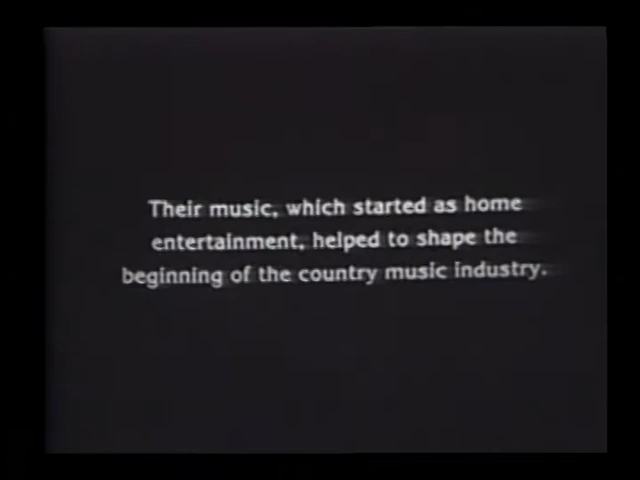 Their music, which started as home
entertainment, helped to shape the
beginning of the country music industry.